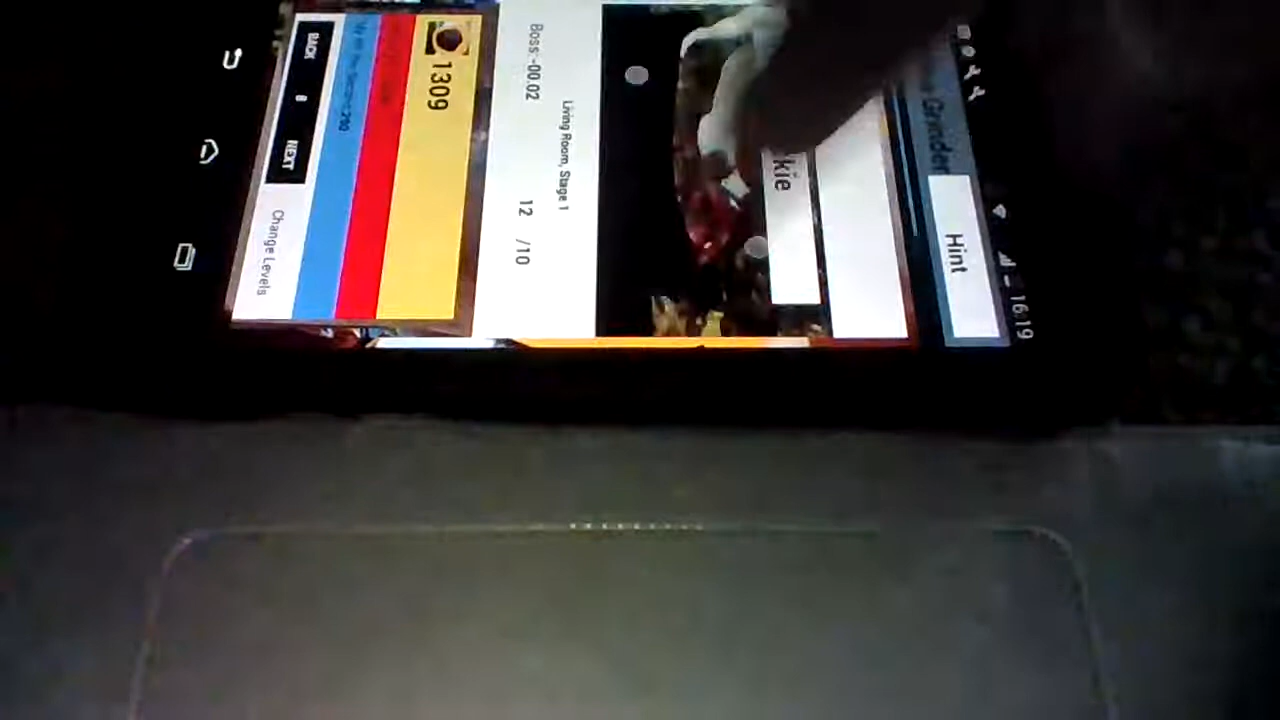 16:19
Grinder
Hint
kie
Living Room, Stage 1
Boss:-00.02
12 /10
1309
BACK
8
NEXT
Change Levels